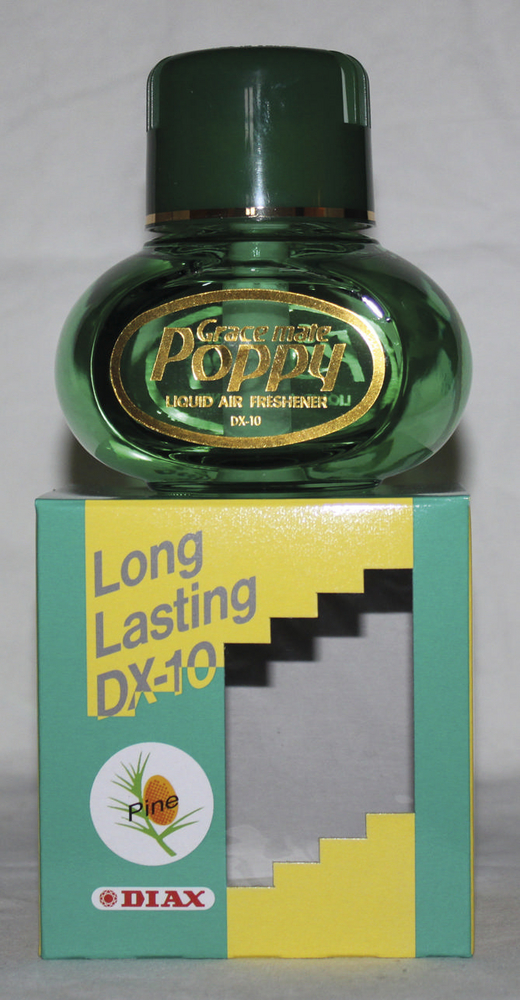 Grace mate
Poppy
LIQUID AIR FRESHENER
DX-10
Long
Lasting
DX-10
Pine
DIAX